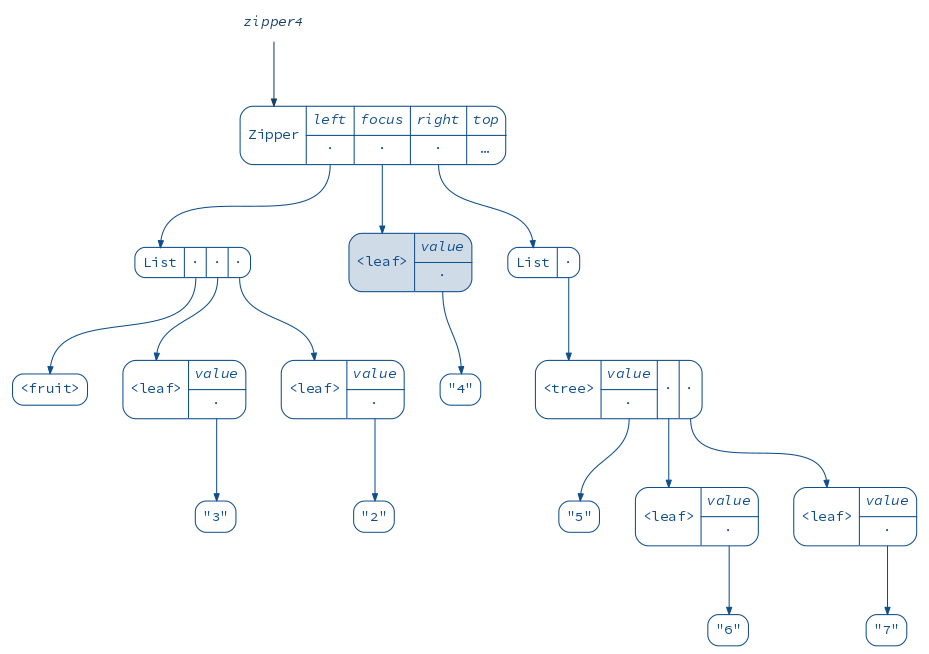 zipper4
Zipper left focus right top
· · · …
List · · ·
<leaf> value
·
List ·
<fruit>
<leaf> value
·
<leaf> value
·
"4"
<tree> value · ·
·
"3"
"2"
"5"
<leaf> value
·
<leaf> value
·
"6"
"7"